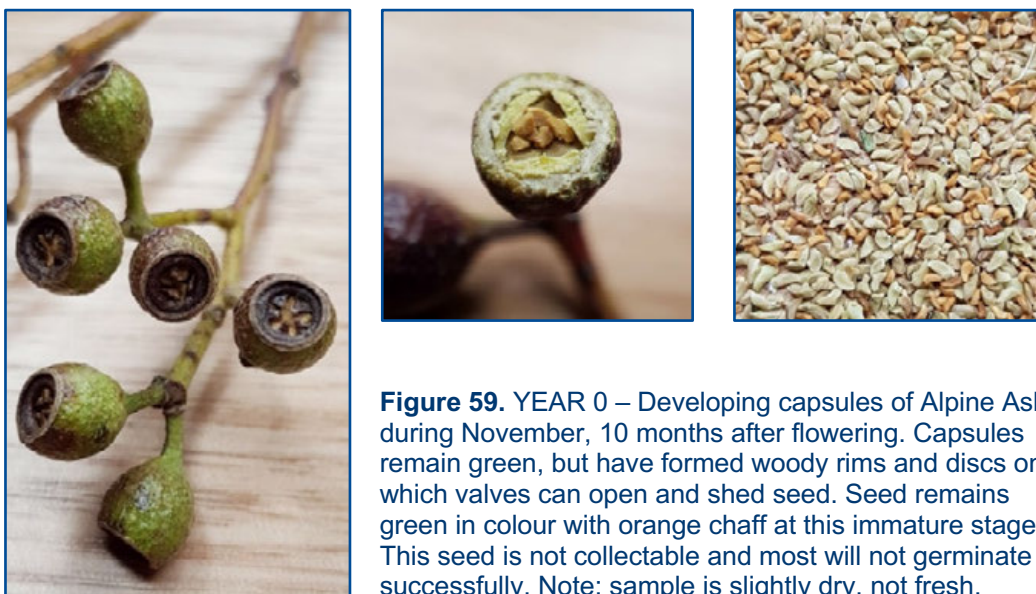 Figure 59. YEAR 0 – Developing capsules of Alpine Ash
during November, 10 months after flowering. Capsules
remain green, but have formed woody rims and discs on
which valves can open and shed seed. Seed remains
green in colour with orange chaff at this immature stage
This seed is not collectable and most will not germinate
successfully. Note: sample is slightly dry, not fresh.